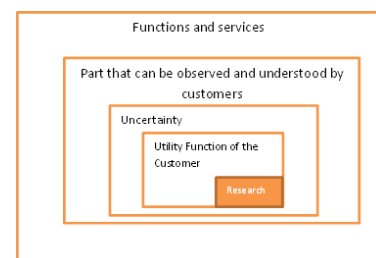 Functions and services
Part that can be observed and understood by
customers
Uncertainty
Utility Function of the
Customer
Research